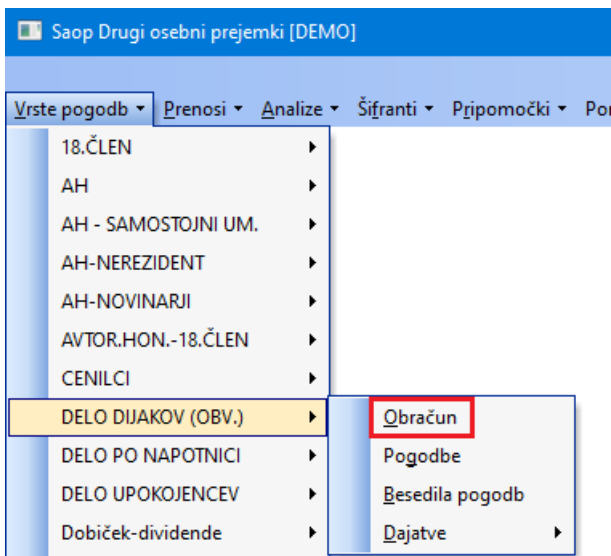 Saop Drugi osebni prejemki [DEMO]
Vrste pogodb Prenosi Analize Šifranti Pripomočki
18.ČLEN
AH
AH - SAMOSTOJNI UM.
AH-NEREZIDENT
AH-NOVINARJI
AVTOR.HON.-18.ČLEN
CENILCI
DELO DIJAKOV (OBV.)
Obračun
DELO PO NAPOTNICI
Pogodbe
DELO UPOKOJENCEV
Besedila pogodb
Dobiček-dividende
Dajatve